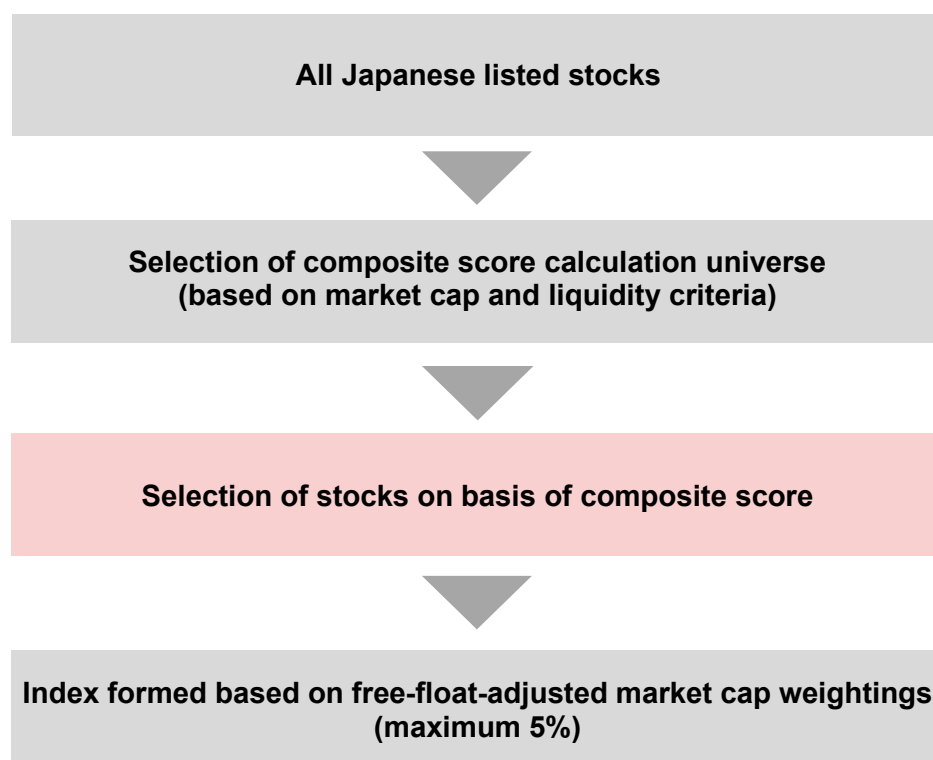 All Japanese listed stocks
Selection of composite score calculation universe
(based on market cap and liquidity criteria)
Selection of stocks on basis of composite score
Index formed based on free-float-adjusted market cap weightings
(maximum 5%)